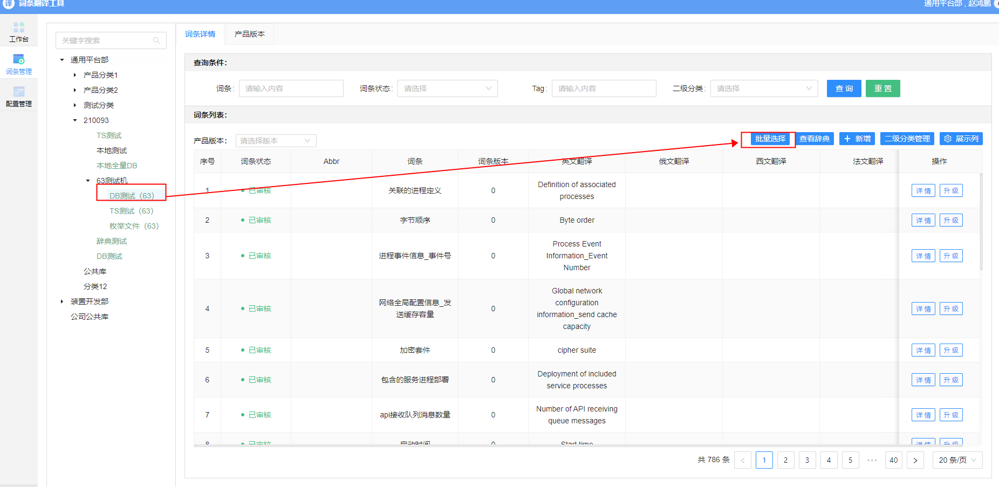 译 词条翻译工具
通用平台部 , 赵鸿鹏
工作台
词条管理
配置管理
关键字搜索
通用平台部
产品分类1
产品分类2
测试分类
210093
TS测试
本地测试
本地全量DB
63测试机
DB测试（63）
TS测试（63）
枚举文件（63）
辞典测试
DB测试
公共库
分类12
装置开发部
公司公共库
词条详情 产品版本
查询条件：
词条： 请输入内容 词条状态： 请选择 Tag： 请输入内容 二级分类： 请选择 查 询 重 置
词条列表：
产品版本： 请选择版本 批量选择 查看辞典 + 新增 二级分类管理 展示列
序号 词条状态 Abbr 词条 词条版本 英文翻译 俄文翻译 西文翻译 法文翻译 操作
1 已审核 关联的进程定义 0 Definition of associated processes 详 情 升 级
2 已审核 字节顺序 0 Byte order 详 情 升 级
3 已审核 进程事件信息_事件号 0 Process Event Information_Event Number 详 情 升 级
4 已审核 网络全局配置信息_发送缓存容量 0 Global network configuration information_send cache capacity 详 情 升 级
5 已审核 加密套件 0 cipher suite 详 情 升 级
6 已审核 包含的服务进程部署 0 Deployment of included service processes 详 情 升 级
7 已审核 api接收队列消息数量 0 Number of API receiving queue messages 详 情 升 级
8 已审核 启动时间 0 Start time 详 情 升 级
共 786 条 < 1 2 3 4 5 ••• 40 > 20 条/页